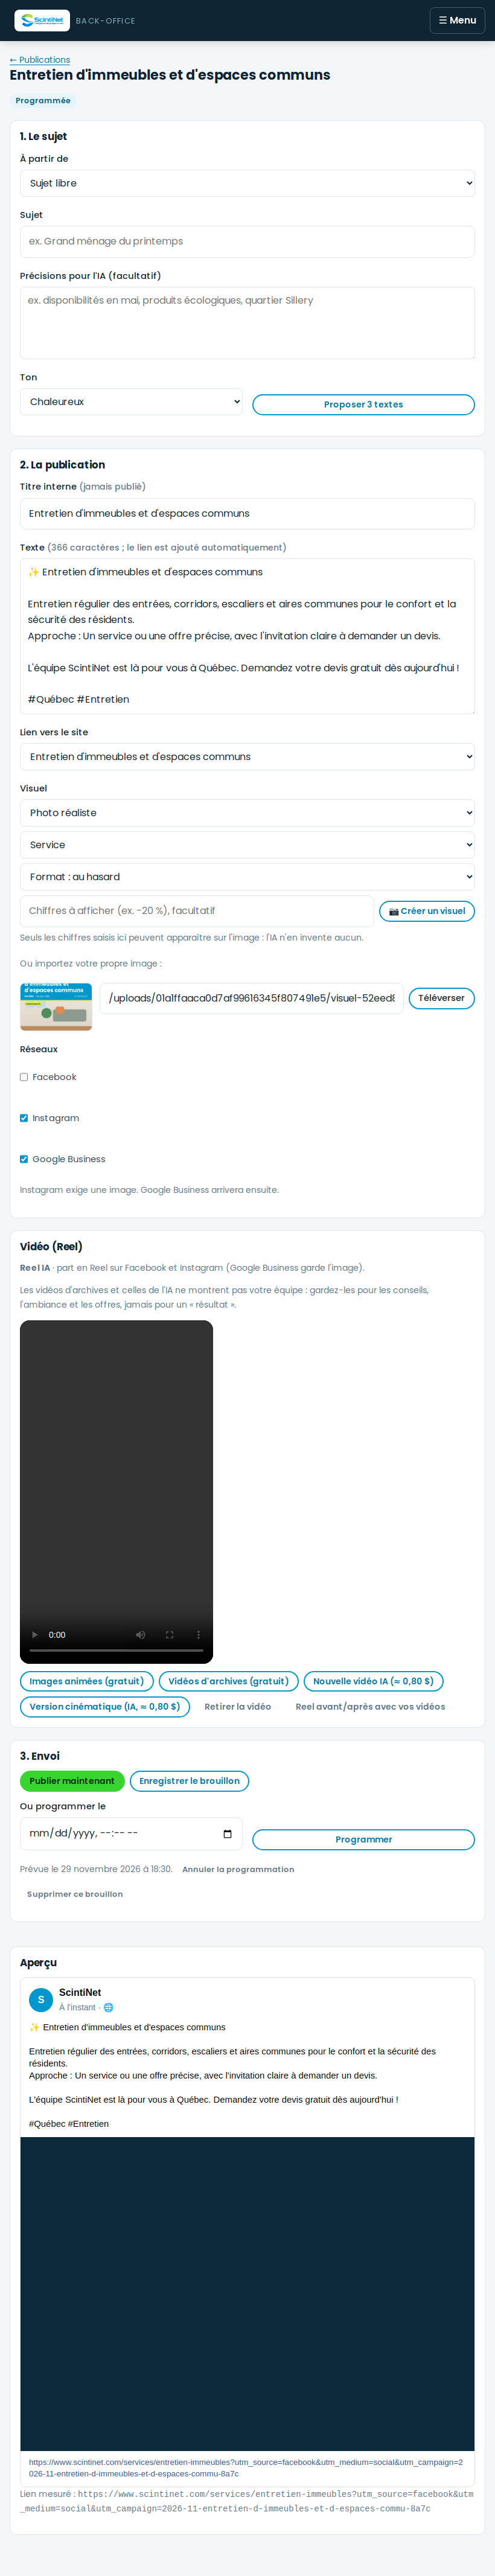 ScintiNet
BACK-OFFICE
☰ Menu
← Publications
Entretien d'immeubles et d'espaces communs
Programmée
1. Le sujet
À partir de
Sujet libre
Sujet
ex. Grand ménage du printemps
Précisions pour l'IA (facultatif)
ex. disponibilités en mai, produits écologiques, quartier Sillery
Ton
Chaleureux
Proposer 3 textes
2. La publication
Titre interne (jamais publié)
Entretien d'immeubles et d'espaces communs
Texte (366 caractères ; le lien est ajouté automatiquement)
✨ Entretien d'immeubles et d'espaces communs
Entretien régulier des entrées, corridors, escaliers et aires communes pour le confort et la
sécurité des résidents.
Approche : Un service ou une offre précise, avec l'invitation claire à demander un devis.
L'équipe ScintiNet est là pour vous à Québec. Demandez votre devis gratuit dès aujourd'hui !
#Québec #Entretien
Lien vers le site
Entretien d'immeubles et d'espaces communs
Visuel
Photo réaliste
Service
Format : au hasard
Chiffres à afficher (ex. -20 %), facultatif
📷 Créer un visuel
Seuls les chiffres saisis ici peuvent apparaître sur l'image : l'IA n'en invente aucun.
Ou importez votre propre image :
d'immeubles et
d'espaces communs
/uploads/01a1ffaaca0d7af99616345f807491e5/visuel-52eed8
Téléverser
Réseaux
Facebook
Instagram
Google Business
Instagram exige une image. Google Business arrivera ensuite.
Vidéo (Reel)
Reel IA · part en Reel sur Facebook et Instagram (Google Business garde l'image).
Les vidéos d'archives et celles de l'IA ne montrent pas votre équipe : gardez-les pour les conseils,
l'ambiance et les offres, jamais pour un « résultat ».
0:00
Images animées (gratuit)
Vidéos d'archives (gratuit)
Nouvelle vidéo IA (≈ 0,80 $)
Version cinématique (IA, ≈ 0,80 $)
Retirer la vidéo
Reel avant/après avec vos vidéos
3. Envoi
Publier maintenant
Enregistrer le brouillon
Ou programmer le
mm/dd/yyyy, --:-- --
Programmer
Prévue le 29 novembre 2026 à 18:30.
Annuler la programmation
Supprimer ce brouillon
Aperçu
S
ScintiNet
À l'instant · 🌐
✨ Entretien d'immeubles et d'espaces communs
Entretien régulier des entrées, corridors, escaliers et aires communes pour le confort et la sécurité des
résidents.
Approche : Un service ou une offre précise, avec l'invitation claire à demander un devis.
L'équipe ScintiNet est là pour vous à Québec. Demandez votre devis gratuit dès aujourd'hui !
#Québec #Entretien
https://www.scintinet.com/services/entretien-immeubles?utm_source=facebook&utm_medium=social&utm_campaign=2
026-11-entretien-d-immeubles-et-d-espaces-commu-8a7c
Lien mesuré : https://www.scintinet.com/services/entretien-immeubles?utm_source=facebook&utm
_medium=social&utm_campaign=2026-11-entretien-d-immeubles-et-d-espaces-commu-8a7c